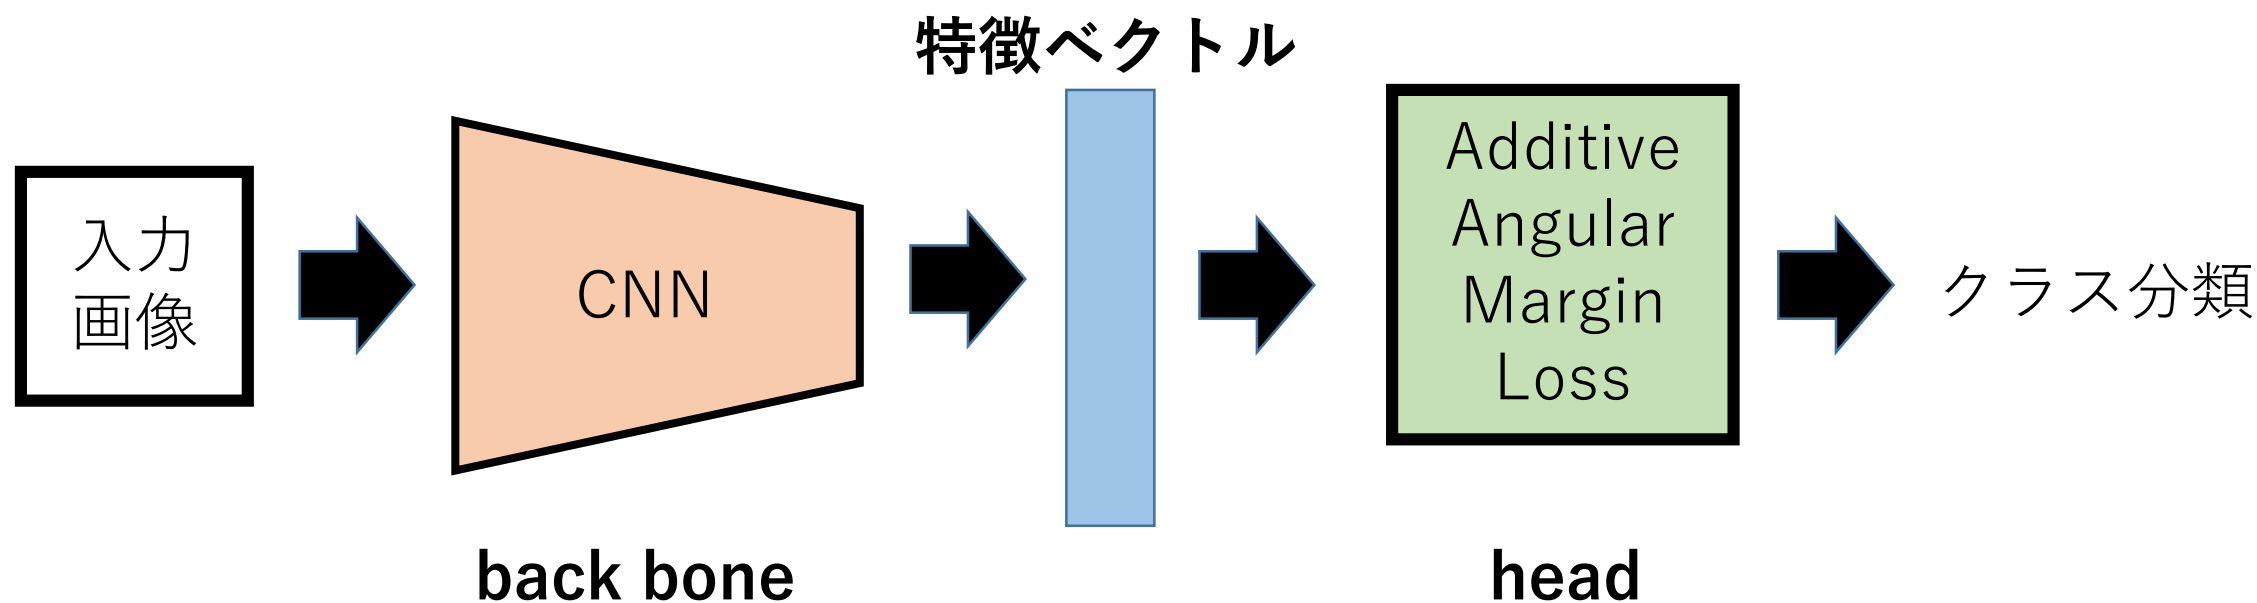 特徴ベクトル
入力
画像
CNN
Additive
Angular
Margin
Loss
クラス分類
back bone
head